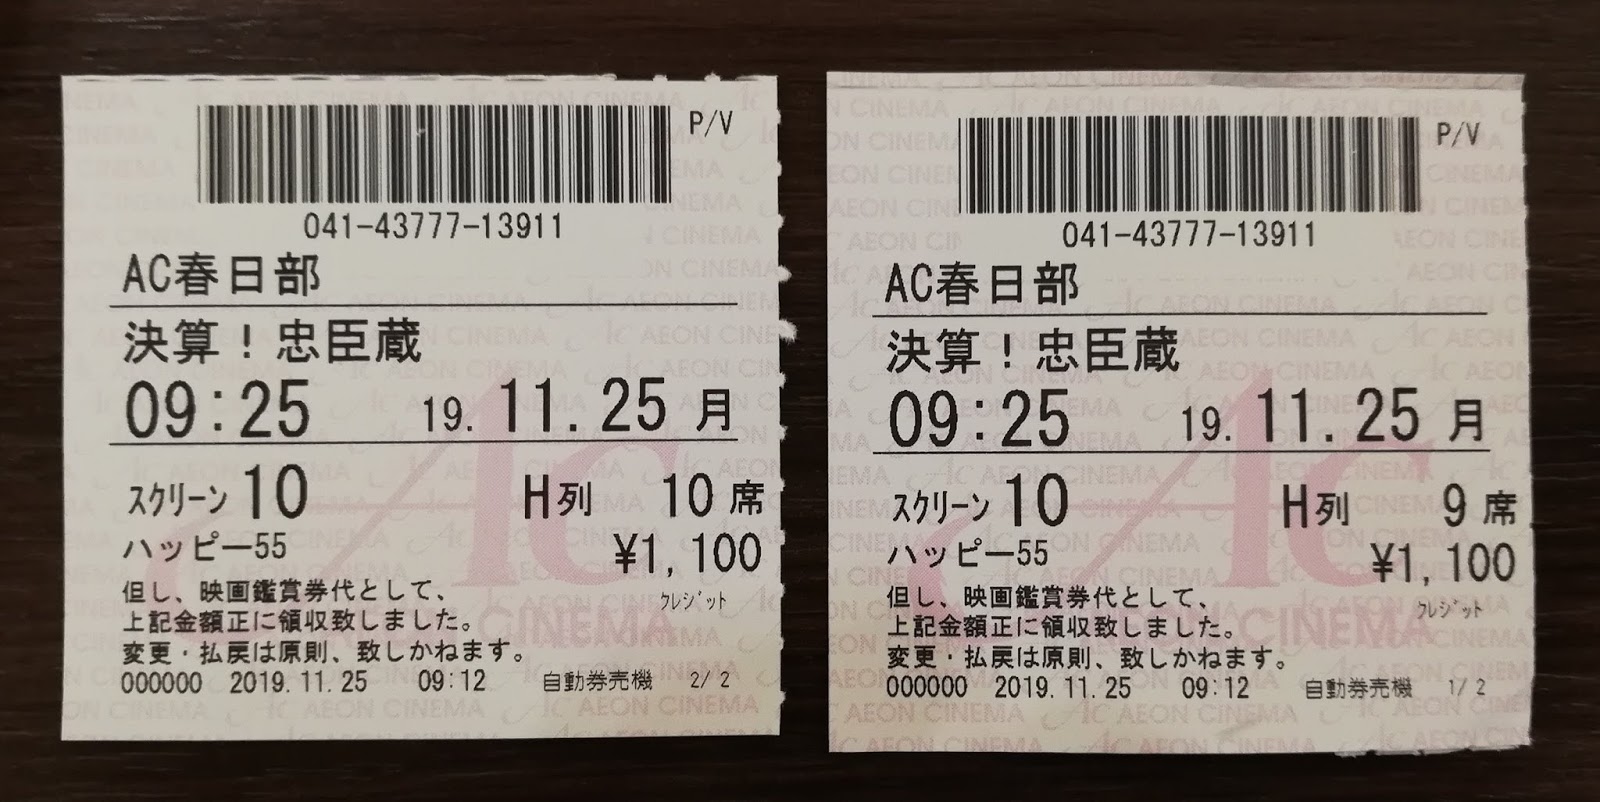 P/V
041-43777-13911
AC春日部
決算！忠臣蔵
09:25 19.11.25 月
ｽｸﾘｰﾝ 10 H列 10席
ハッピー55 ¥1,100
ｸﾚｼﾞｯﾄ
但し、映画鑑賞券代として、
上記金額正に領収致しました。
変更・払戻は原則、致しかねます。
000000 2019.11.25 09:12 自動券売機 2/2
P/V
041-43777-13911
AC春日部
決算！忠臣蔵
09:25 19.11.25 月
ｽｸﾘｰﾝ 10 H列 9席
ハッピー55 ¥1,100
ｸﾚｼﾞｯﾄ
但し、映画鑑賞券代として、
上記金額正に領収致しました。
変更・払戻は原則、致しかねます。
000000 2019.11.25 09:12 自動券売機 1/2
AEON CINEMA
AEON CINEMA